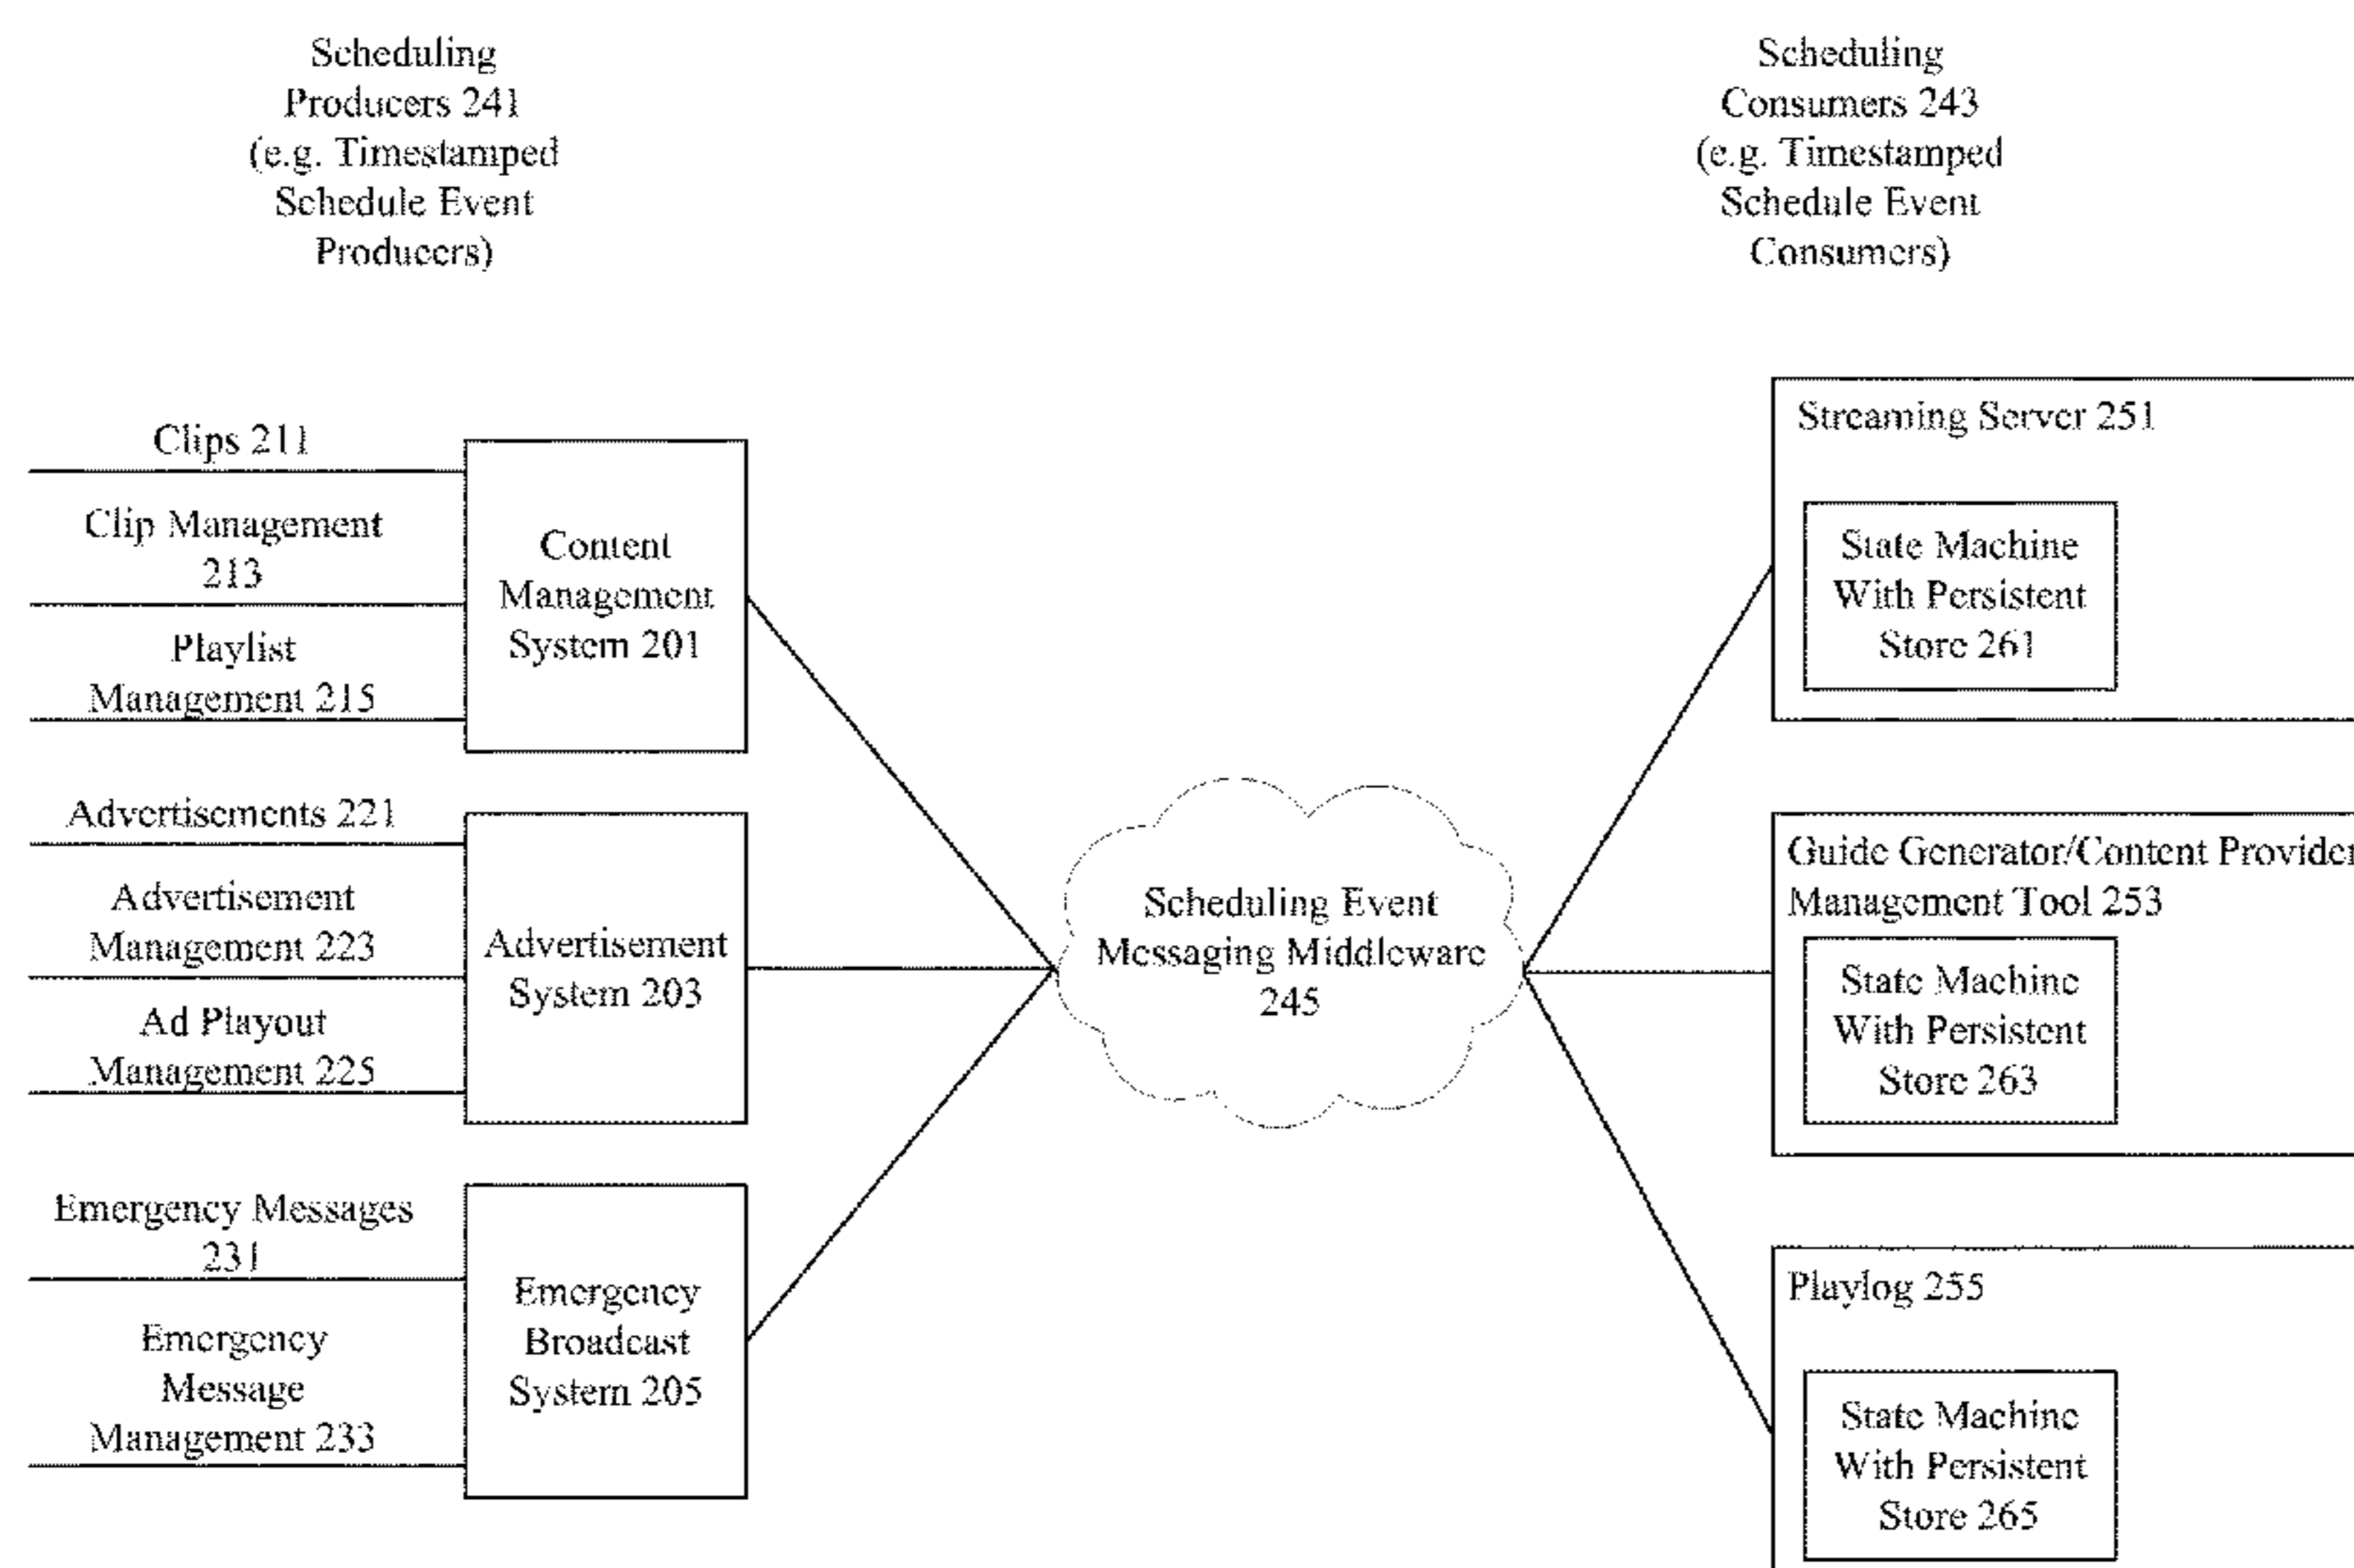 Scheduling
Producers 241
(e.g. Timestamped
Schedule Event
Producers)
Scheduling
Consumers 243
(e.g. Timestamped
Schedule Event
Consumers)
Clips 211
Clip Management
213
Playlist
Management 215
Content
Management
System 201
Advertisements 221
Advertisement
Management 223
Ad Playout
Management 225
Advertisement
System 203
Emergency Messages
231
Emergency
Message
Management 233
Emergency
Broadcast
System 205
Scheduling Event
Messaging Middleware
245
Streaming Server 251
State Machine
With Persistent
Store 261
Guide Generator/Content Provider
Management Tool 253
State Machine
With Persistent
Store 263
Playlog 255
State Machine
With Persistent
Store 265